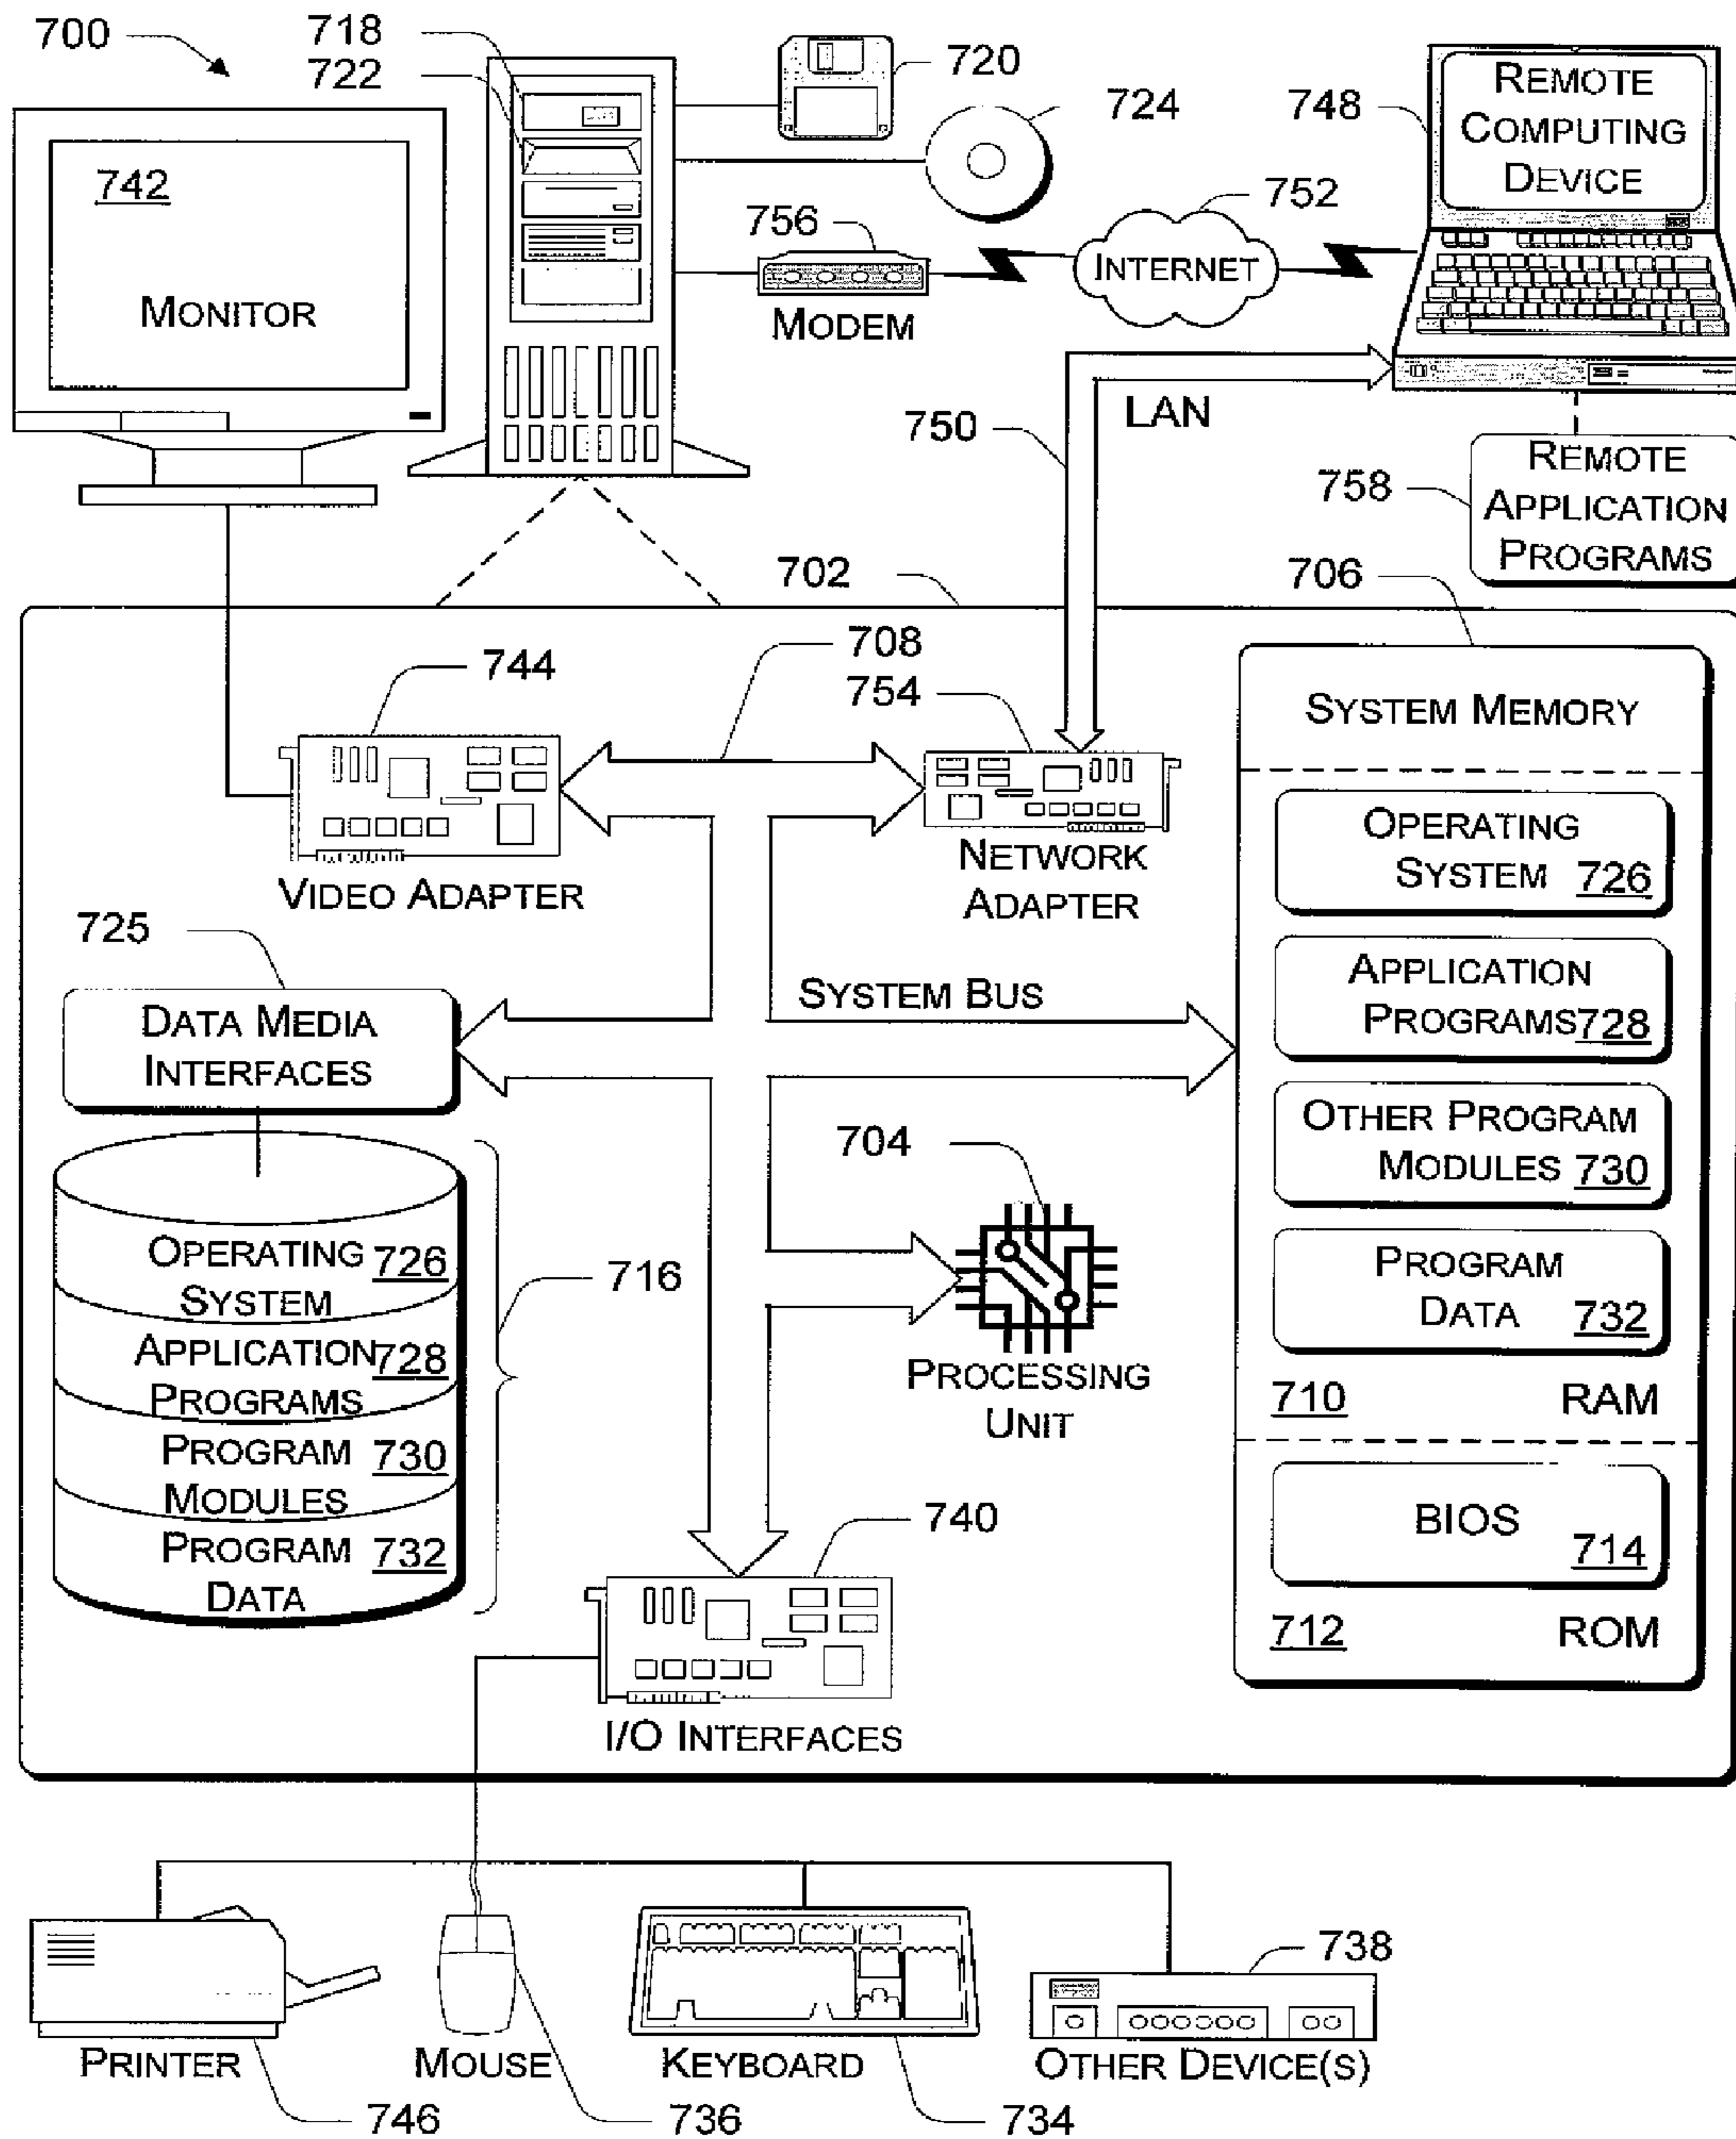 700
718
722
720
724
748
REMOTE
COMPUTING
DEVICE
742
MONITOR
756
MODEM
752
INTERNET
750
LAN
758
REMOTE
APPLICATION
PROGRAMS
702
706
744
708
754
VIDEO ADAPTER
NETWORK
ADAPTER
SYSTEM MEMORY
OPERATING
SYSTEM 726
APPLICATION
PROGRAMS 728
OTHER PROGRAM
MODULES 730
PROGRAM
DATA 732
710 RAM
BIOS
714
712 ROM
725
DATA MEDIA
INTERFACES
SYSTEM BUS
704
PROCESSING
UNIT
OPERATING 726
SYSTEM
APPLICATION 728
PROGRAMS
PROGRAM 730
MODULES
PROGRAM 732
DATA
716
740
I/O INTERFACES
PRINTER
746
MOUSE
736
KEYBOARD
734
738
OTHER DEVICE(S)